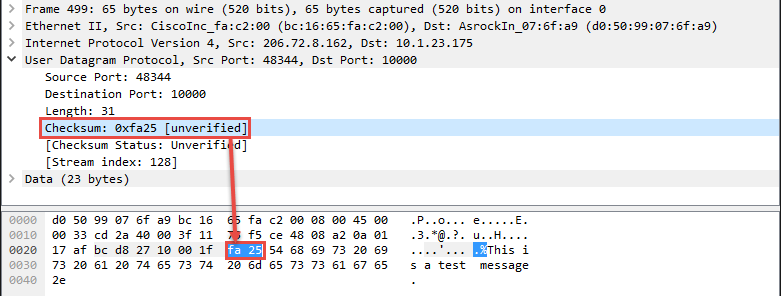 Frame 499: 65 bytes on wire (520 bits), 65 bytes captured (520 bits) on interface 0
Ethernet II, Src: CiscoInc_fa:c2:00 (bc:16:65:fa:c2:00), Dst: AsrockIn_07:6f:a9 (d0:50:99:07:6f:a9)
Internet Protocol Version 4, Src: 206.72.8.162, Dst: 10.1.23.175
User Datagram Protocol, Src Port: 48344, Dst Port: 10000
Source Port: 48344
Destination Port: 10000
Length: 31
Checksum: 0xfa25 [unverified]
[Checksum Status: Unverified]
[Stream index: 128]
Data (23 bytes)
0000 d0 50 99 07 6f a9 bc 16 65 fa c2 00 08 00 45 00 .P..o... e.....E.
0010 00 33 cd 2a 40 00 3f 11 f5 ce 48 08 a2 0a 01 .3.*@.?. u..H....
0020 17 af bc d8 27 10 00 1f fa 25 54 68 69 73 20 69 ....'... .%This i
0030 73 20 61 20 74 65 73 74 20 6d 65 73 73 61 67 65 s a test message
0040 2e .